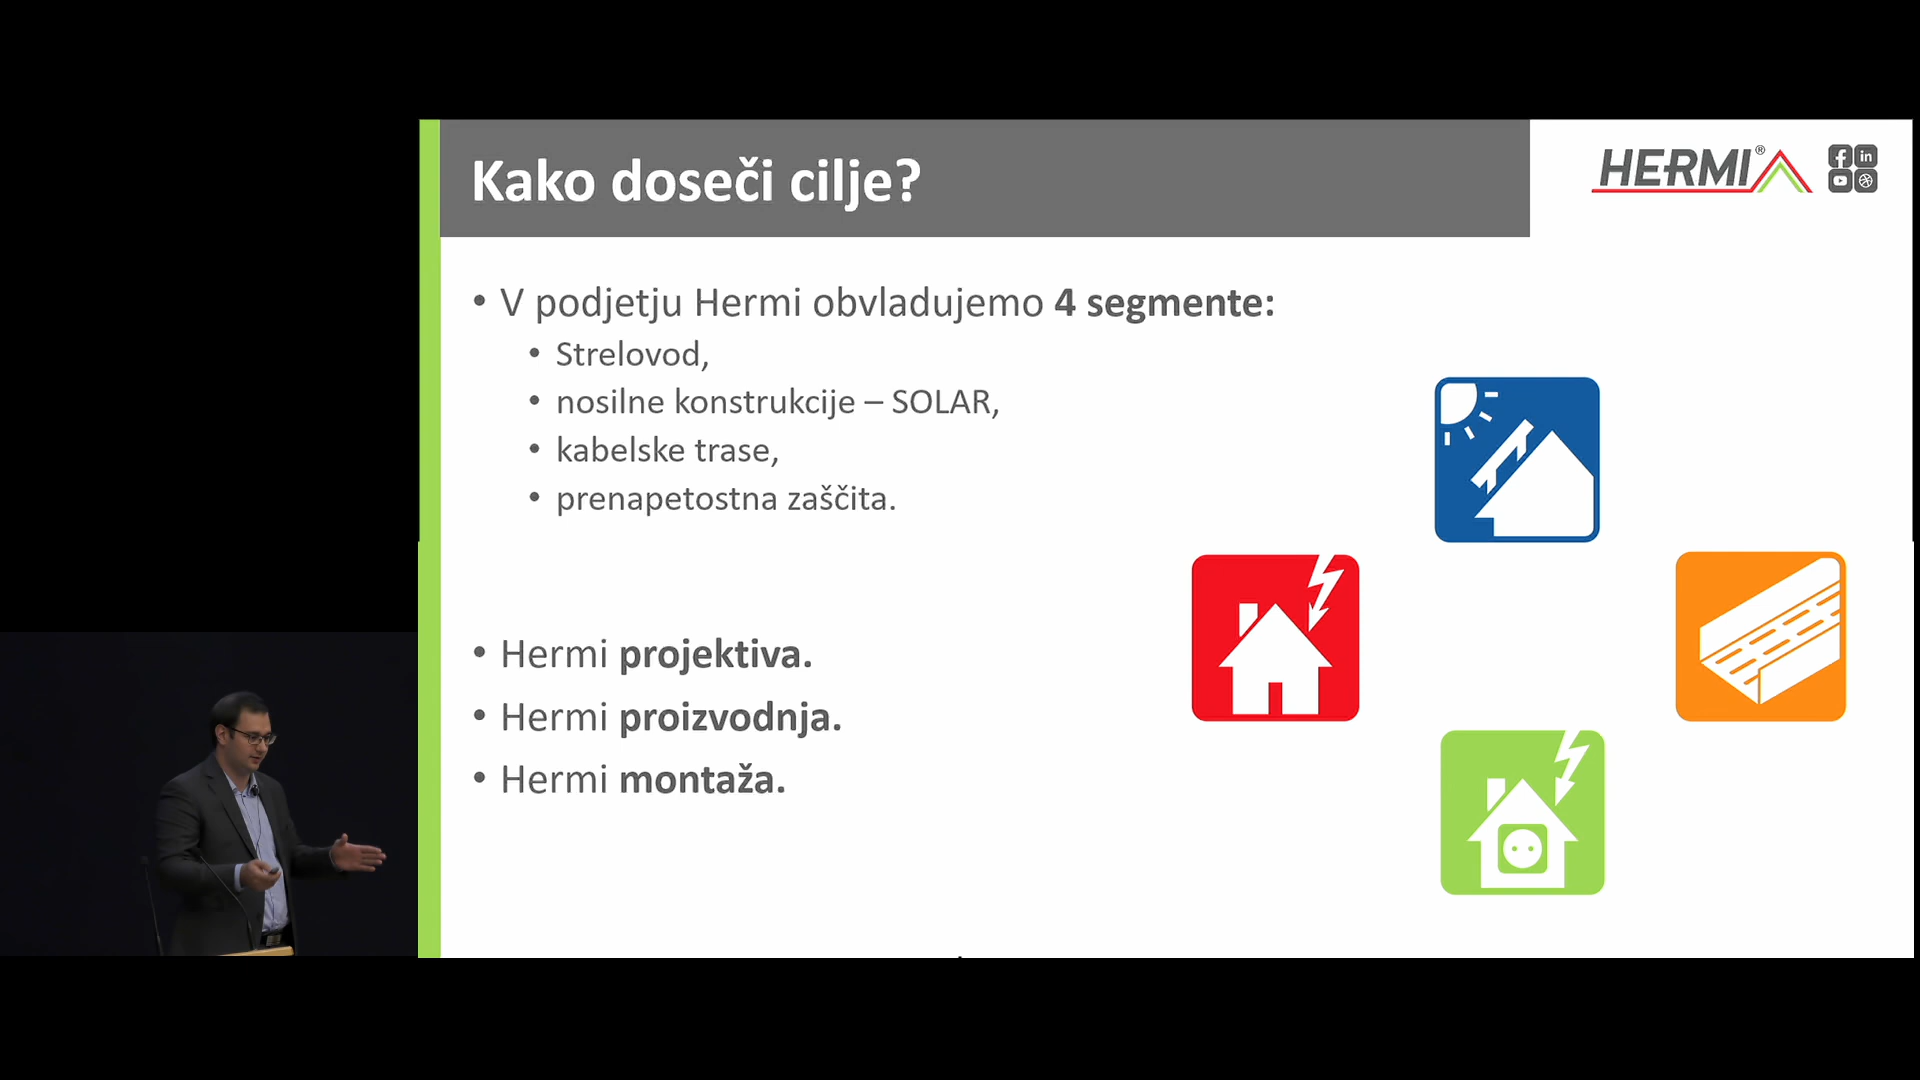 Kako doseči cilje?
HERMI®
in
• V podjetju Hermi obvladujemo 4 segmente:
• Strelovod,
• nosilne konstrukcije – SOLAR,
• kabelske trase,
• prenapetostna zaščita.
• Hermi projektiva.
• Hermi proizvodnja.
• Hermi montaža.